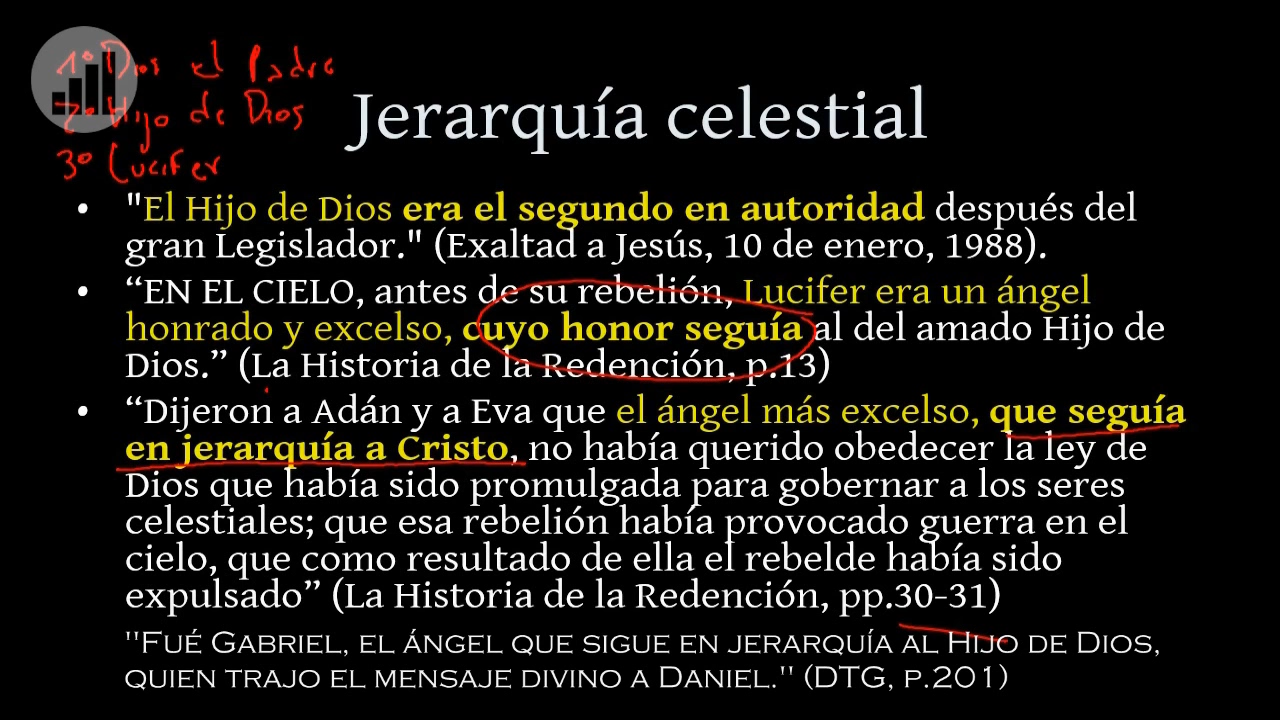 1º Dios el Padre
2º Hijo de Dios
3º Lucifer
Jerarquía celestial
• "El Hijo de Dios era el segundo en autoridad después del
gran Legislador." (Exaltad a Jesús, 10 de enero, 1988).
• “EN EL CIELO, antes de su rebelión, Lucifer era un ángel
honrado y excelso, cuyo honor seguía al del amado Hijo de
Dios.” (La Historia de la Redención, p.13)
• “Dijeron a Adán y a Eva que el ángel más excelso, que seguía
en jerarquía a Cristo, no había querido obedecer la ley de
Dios que había sido promulgada para gobernar a los seres
celestiales; que esa rebelión había provocado guerra en el
cielo, que como resultado de ella el rebelde había sido
expulsado” (La Historia de la Redención, pp.30-31)
"Fué Gabriel, el ángel que sigue en jerarquía al Hijo de Dios,
quien trajo el mensaje divino a Daniel." (DTG, p.201)